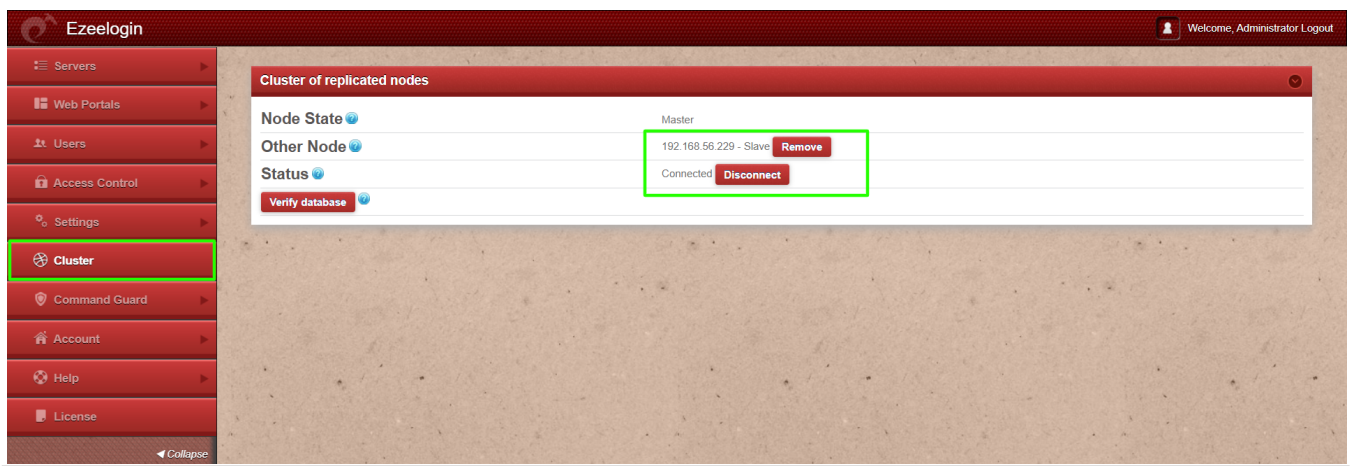 Ezeelogin
Welcome, Administrator Logout
Servers
Web Portals
Users
Access Control
Settings
Cluster
Command Guard
Account
Help
License
Collapse
Cluster of replicated nodes
Node State
Master
Other Node
192.168.56.229 - Slave Remove
Status
Connected Disconnect
Verify database